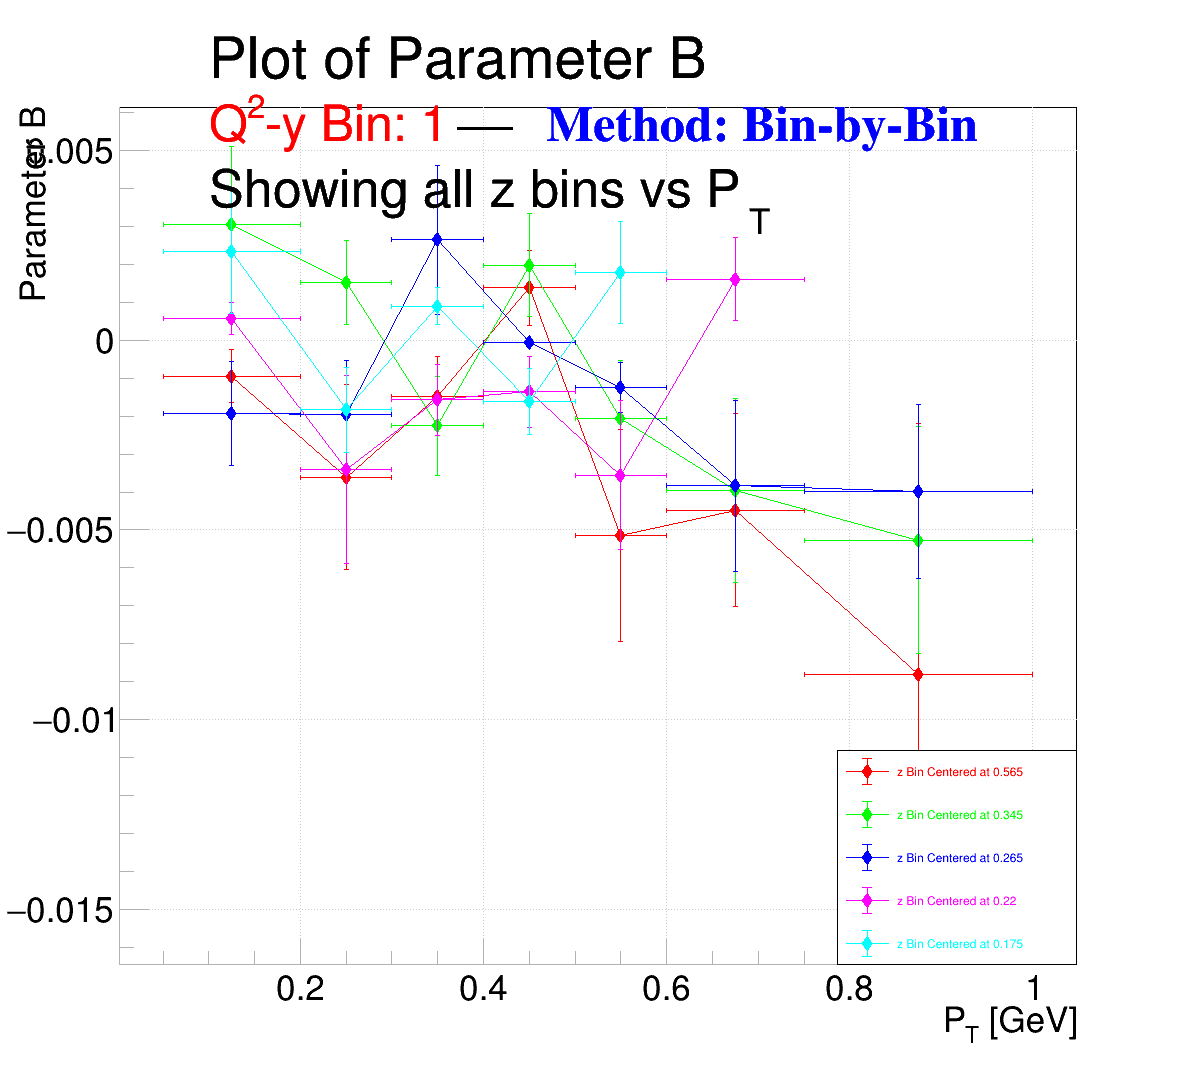 Plot of Parameter B
Q2-y Bin: 1 — Method: Bin-by-Bin
Showing all z bins vs PT
Parameter B
0.005
0
−0.005
−0.01
−0.015
0.2 0.4 0.6 0.8 1
PT [GeV]
z Bin Centered at 0.565
z Bin Centered at 0.345
z Bin Centered at 0.265
z Bin Centered at 0.22
z Bin Centered at 0.175